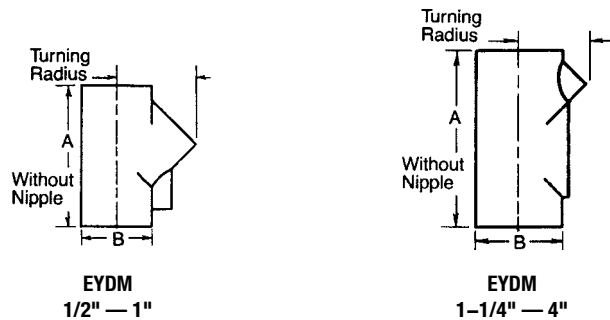 Turning
Radius
A
Without
Nipple
B
EYDM
1/2" — 1"
Turning
Radius
A
Without
Nipple
B
EYDM
1–1/4" — 4"